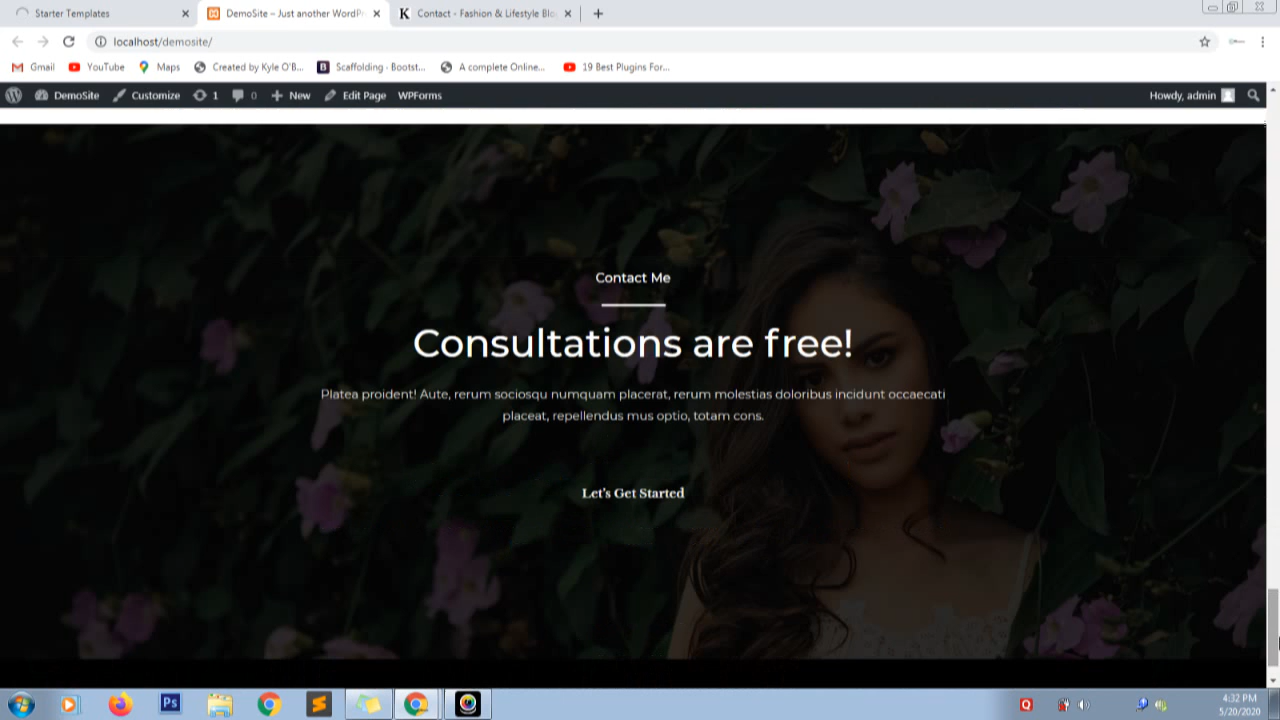 Starter Templates
DemoSite – Just another WordPr
Contact - Fashion & Lifestyle Blo
localhost/demosite/
Gmail
YouTube
Maps
Created by Kyle O'B...
Scaffolding · Bootst...
A complete Online...
19 Best Plugins For...
DemoSite
Customize
1
0
New
Edit Page
WPForms
Howdy, admin
Contact Me
Consultations are free!
Platea proident! Aute, rerum sociosqu numquam placerat, rerum molestias doloribus incidunt occaecati
placeat, repellendus mus optio, totam cons.
Let's Get Started
4:32 PM
5/20/2020